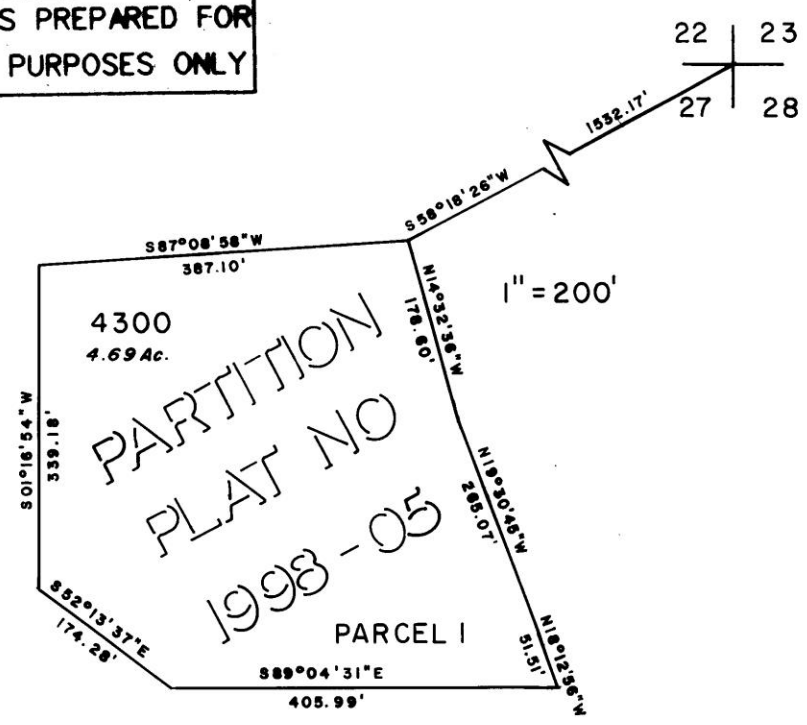 S PREPARED FOR
PURPOSES ONLY
22 23
27 28
1532.17'
S58°18'26"W
S87°08'58"W
387.10'
1" = 200'
4300
4.69 Ac.
N14°32'36"W
178.60'
PARTITION
PLAT NO
1998-05
S01°16'54"W
339.18'
N19°30'45"W
265.07'
S52°13'37"E
174.28'
PARCEL 1
N18°12'56"W
51.51'
S89°04'31"E
405.99'